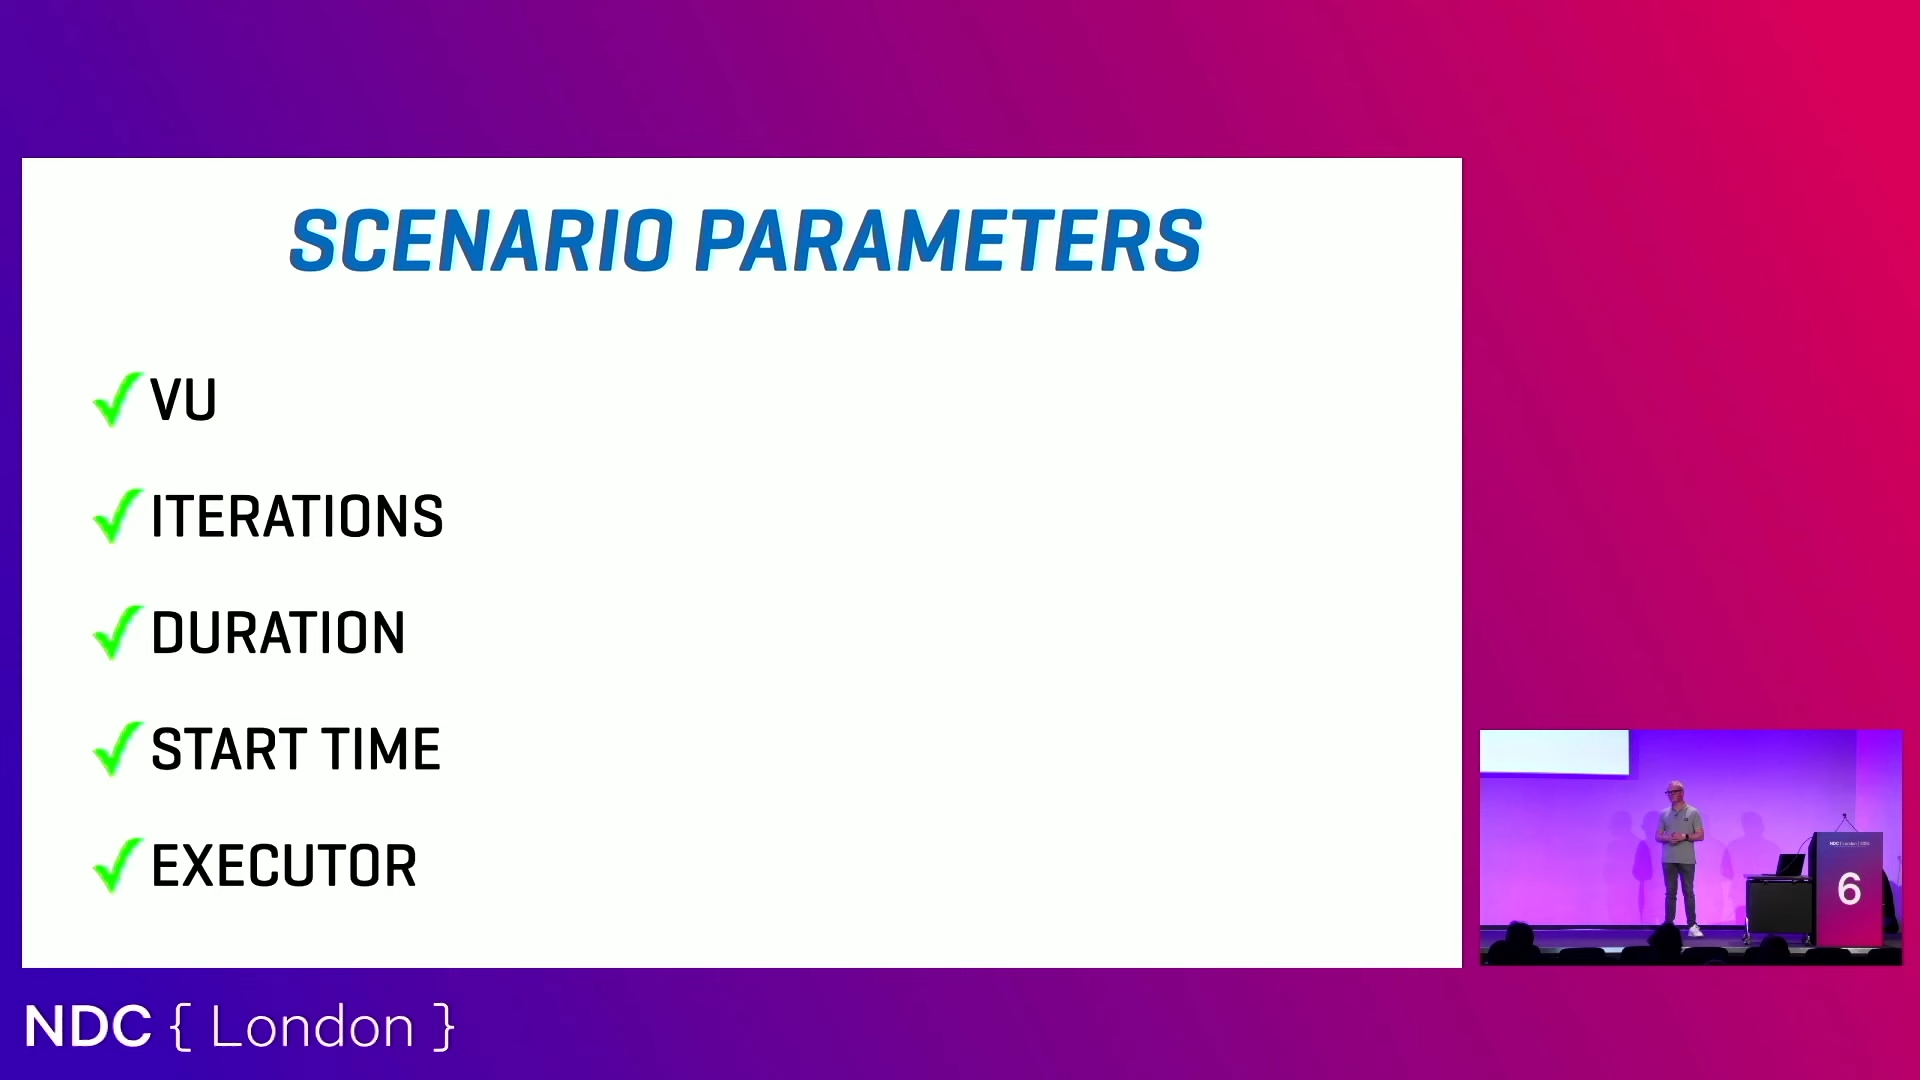 SCENARIO PARAMETERS
VU
ITERATIONS
DURATION
START TIME
EXECUTOR
6
NDC { London }